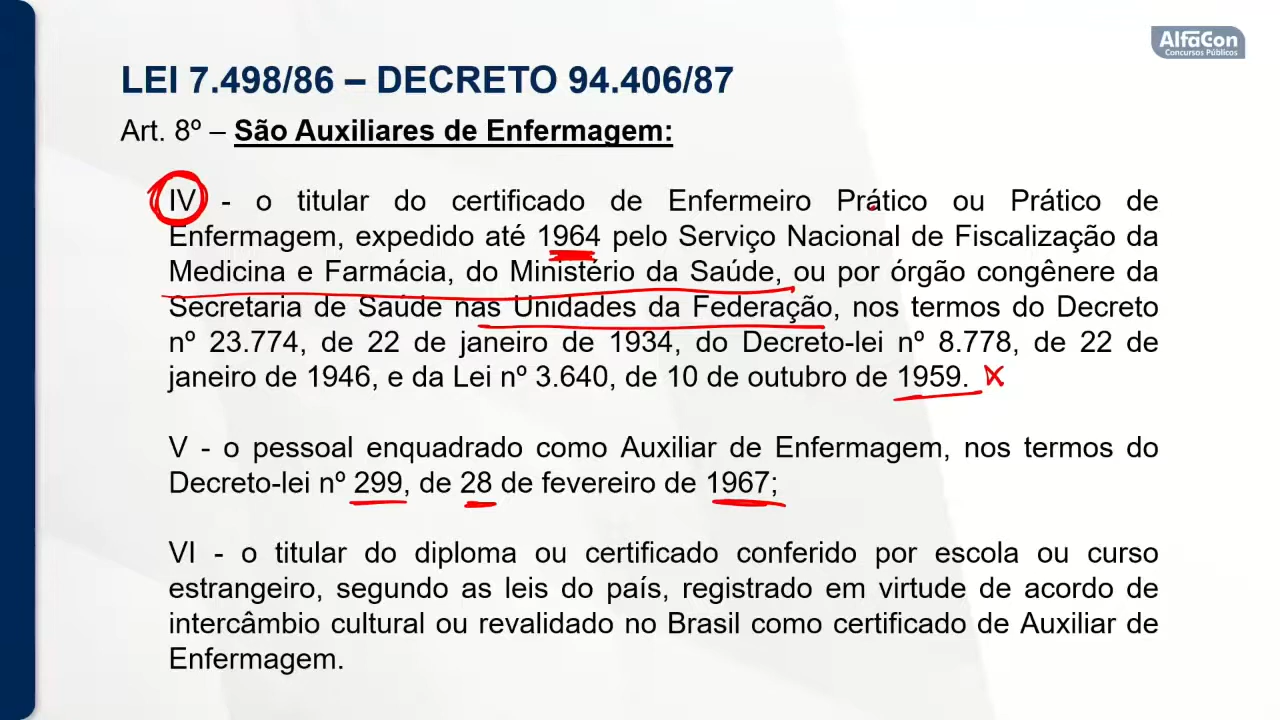 AlfaCon
Concursos Públicos
LEI 7.498/86 – DECRETO 94.406/87
Art. 8º – São Auxiliares de Enfermagem:
IV - o titular do certificado de Enfermeiro Prático ou Prático de
Enfermagem, expedido até 1964 pelo Serviço Nacional de Fiscalização da
Medicina e Farmácia, do Ministério da Saúde, ou por órgão congênere da
Secretaria de Saúde nas Unidades da Federação, nos termos do Decreto
nº 23.774, de 22 de janeiro de 1934, do Decreto-lei nº 8.778, de 22 de
janeiro de 1946, e da Lei nº 3.640, de 10 de outubro de 1959.
V - o pessoal enquadrado como Auxiliar de Enfermagem, nos termos do
Decreto-lei nº 299, de 28 de fevereiro de 1967;
VI - o titular do diploma ou certificado conferido por escola ou curso
estrangeiro, segundo as leis do país, registrado em virtude de acordo de
intercâmbio cultural ou revalidado no Brasil como certificado de Auxiliar de
Enfermagem.